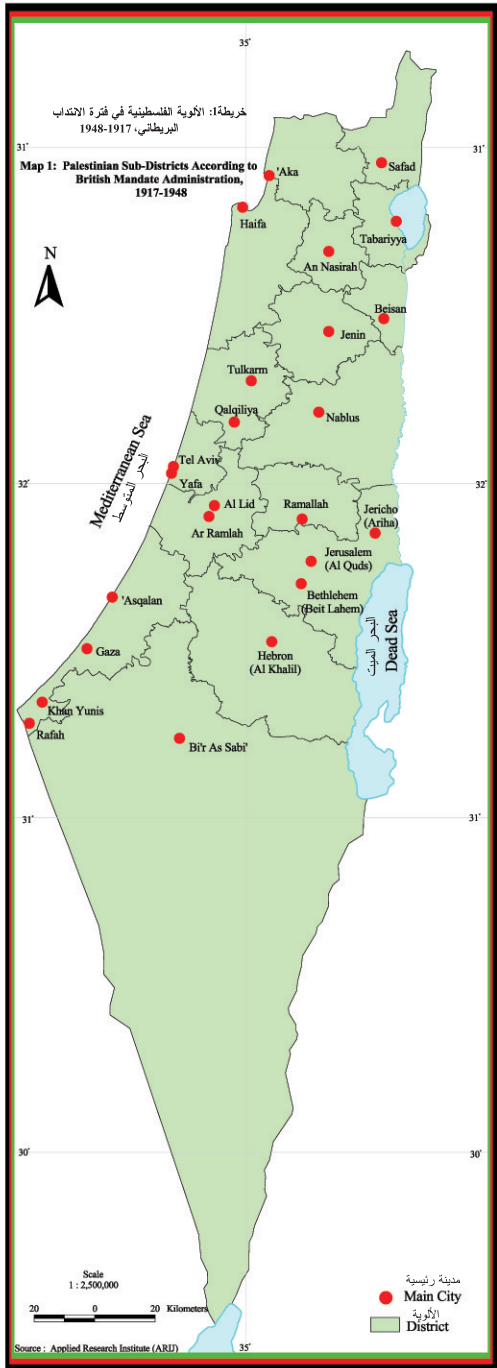 35°
خريطة1: الألوية الفلسطينية في فترة الانتداب
البريطاني، 1917-1948
31°
31°
Map 1: Palestinian Sub-Districts According to
British Mandate Administration,
1917-1948
'Aka
Safad
Haifa
Tabariyya
N
An Nasirah
Beisan
Jenin
Tulkarm
Qalqiliya
Nablus
Mediterranean Sea
البحر المتوسط
Tel Aviv
Yafa
32°
32°
Al Lid
Ar Ramlah
Ramallah
Jericho
(Ariha)
Jerusalem
(Al Quds)
Bethlehem
(Beit Lahem)
'Asqalan
البحر الميت
Dead Sea
Gaza
Hebron
(Al Khalil)
Khan Yunis
Rafah
Bi'r As Sabi'
31°
31°
30°
30°
Scale
1 : 2,500,000
20 0 20 Kilometers
مدينة رئيسية
Main City
الألوية
District
Source : Applied Research Institute (ARIJ)
35°